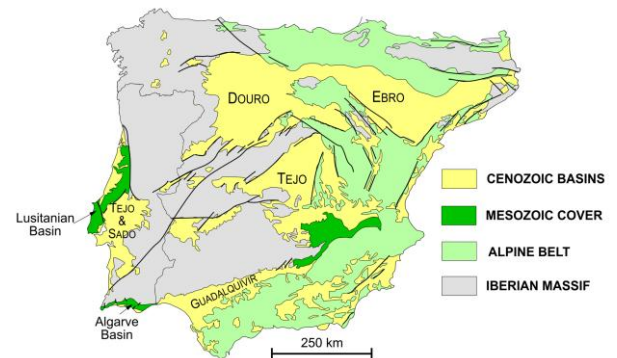 DOURO
EBRO
TEJO
TEJO
&
SADO
Lusitanian
Basin
GUADALQUIVIR
Algarve
Basin
CENOZOIC BASINS
MESOZOIC COVER
ALPINE BELT
IBERIAN MASSIF
250 km